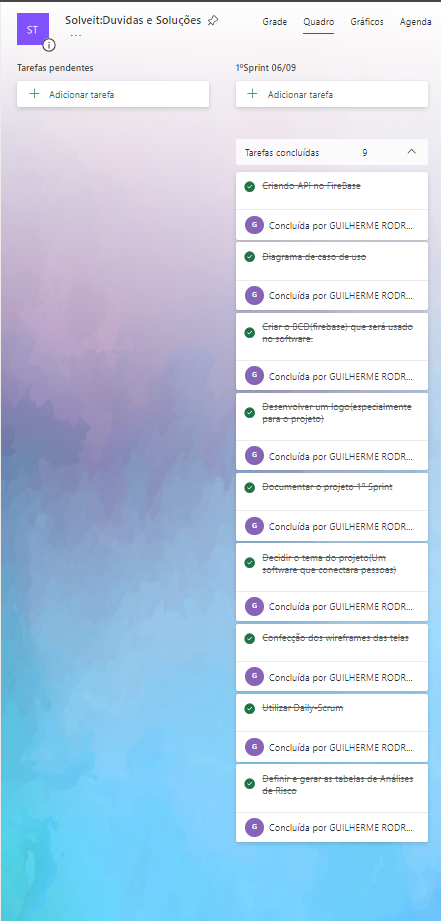 ST
Solveit:Duvidas e Soluções
...
Grade Quadro Gráficos Agenda
Tarefas pendentes
Adicionar tarefa
1ºSprint 06/09
Adicionar tarefa
Tarefas concluídas 9
Criando API no FireBase
G Concluída por GUILHERME RODR...
Diagrama de caso de uso
G Concluída por GUILHERME RODR...
Criar o BCD(firebase) que será usado
no software.
G Concluída por GUILHERME RODR...
Desenvolver um logo(especialmente
para o projeto)
G Concluída por GUILHERME RODR...
Documentar o projeto 1º Sprint
G Concluída por GUILHERME RODR...
Decidir o tema do projeto(Um
software que conectara pessoas)
G Concluída por GUILHERME RODR...
Confecção dos wireframes das telas
G Concluída por GUILHERME RODR...
Utilizar Daily-Scrum
G Concluída por GUILHERME RODR...
Definir e gerar as tabelas de Análises
de Risco
G Concluída por GUILHERME RODR...